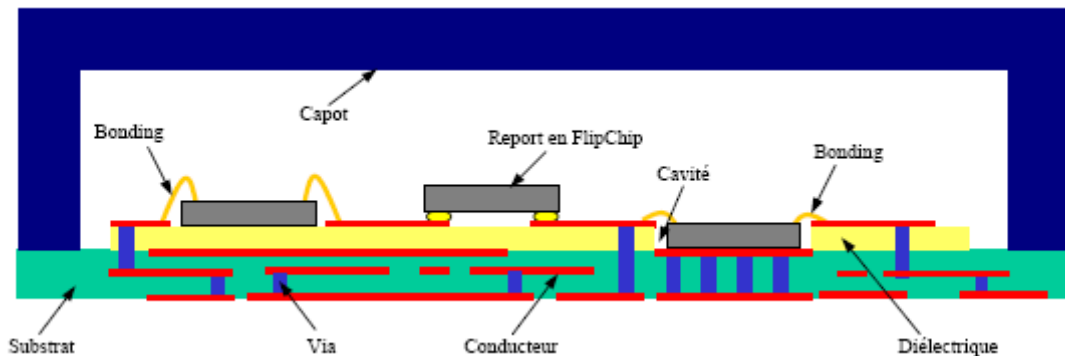 Capot
Bonding
Report en FlipChip
Bonding
Cavité
Substrat
Via
Conducteur
Diélectrique